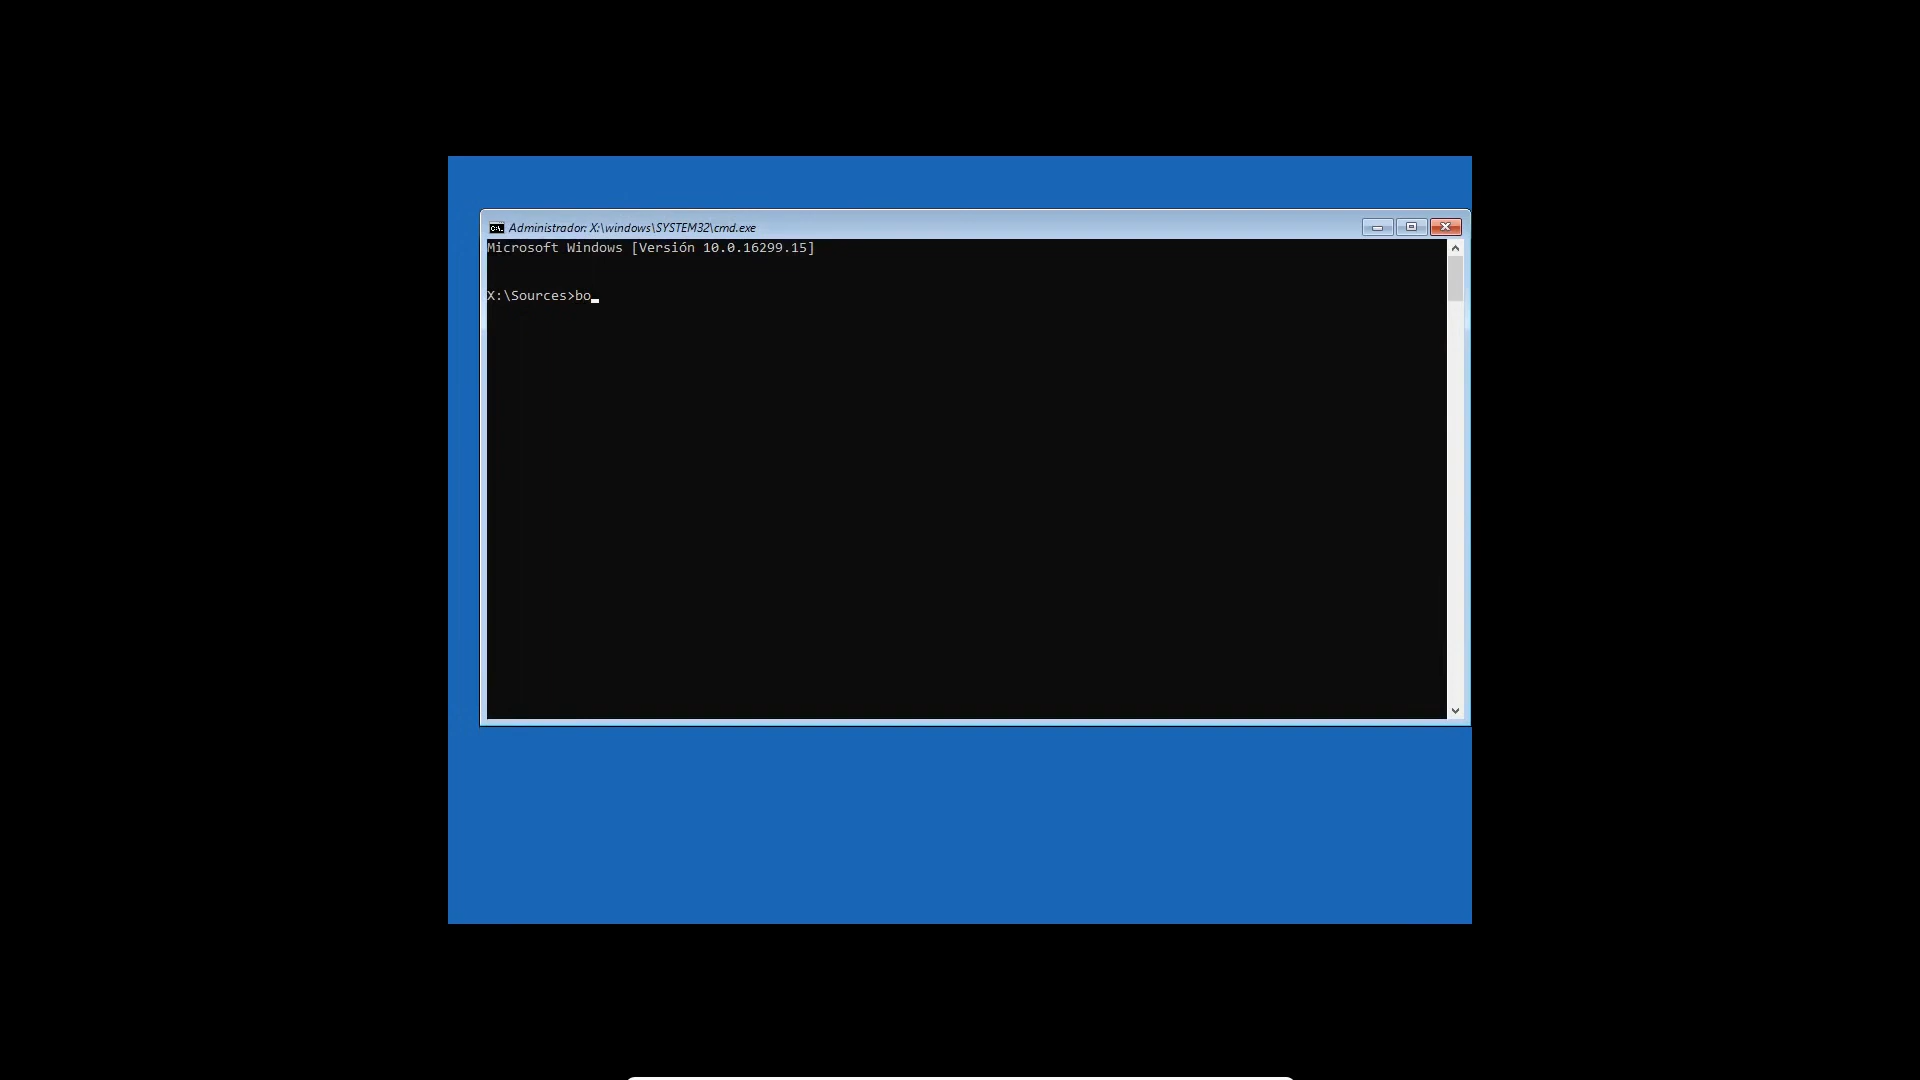 Administrador: X:\windows\SYSTEM32\cmd.exe
Microsoft Windows [Versión 10.0.16299.15]
X:\Sources>bo